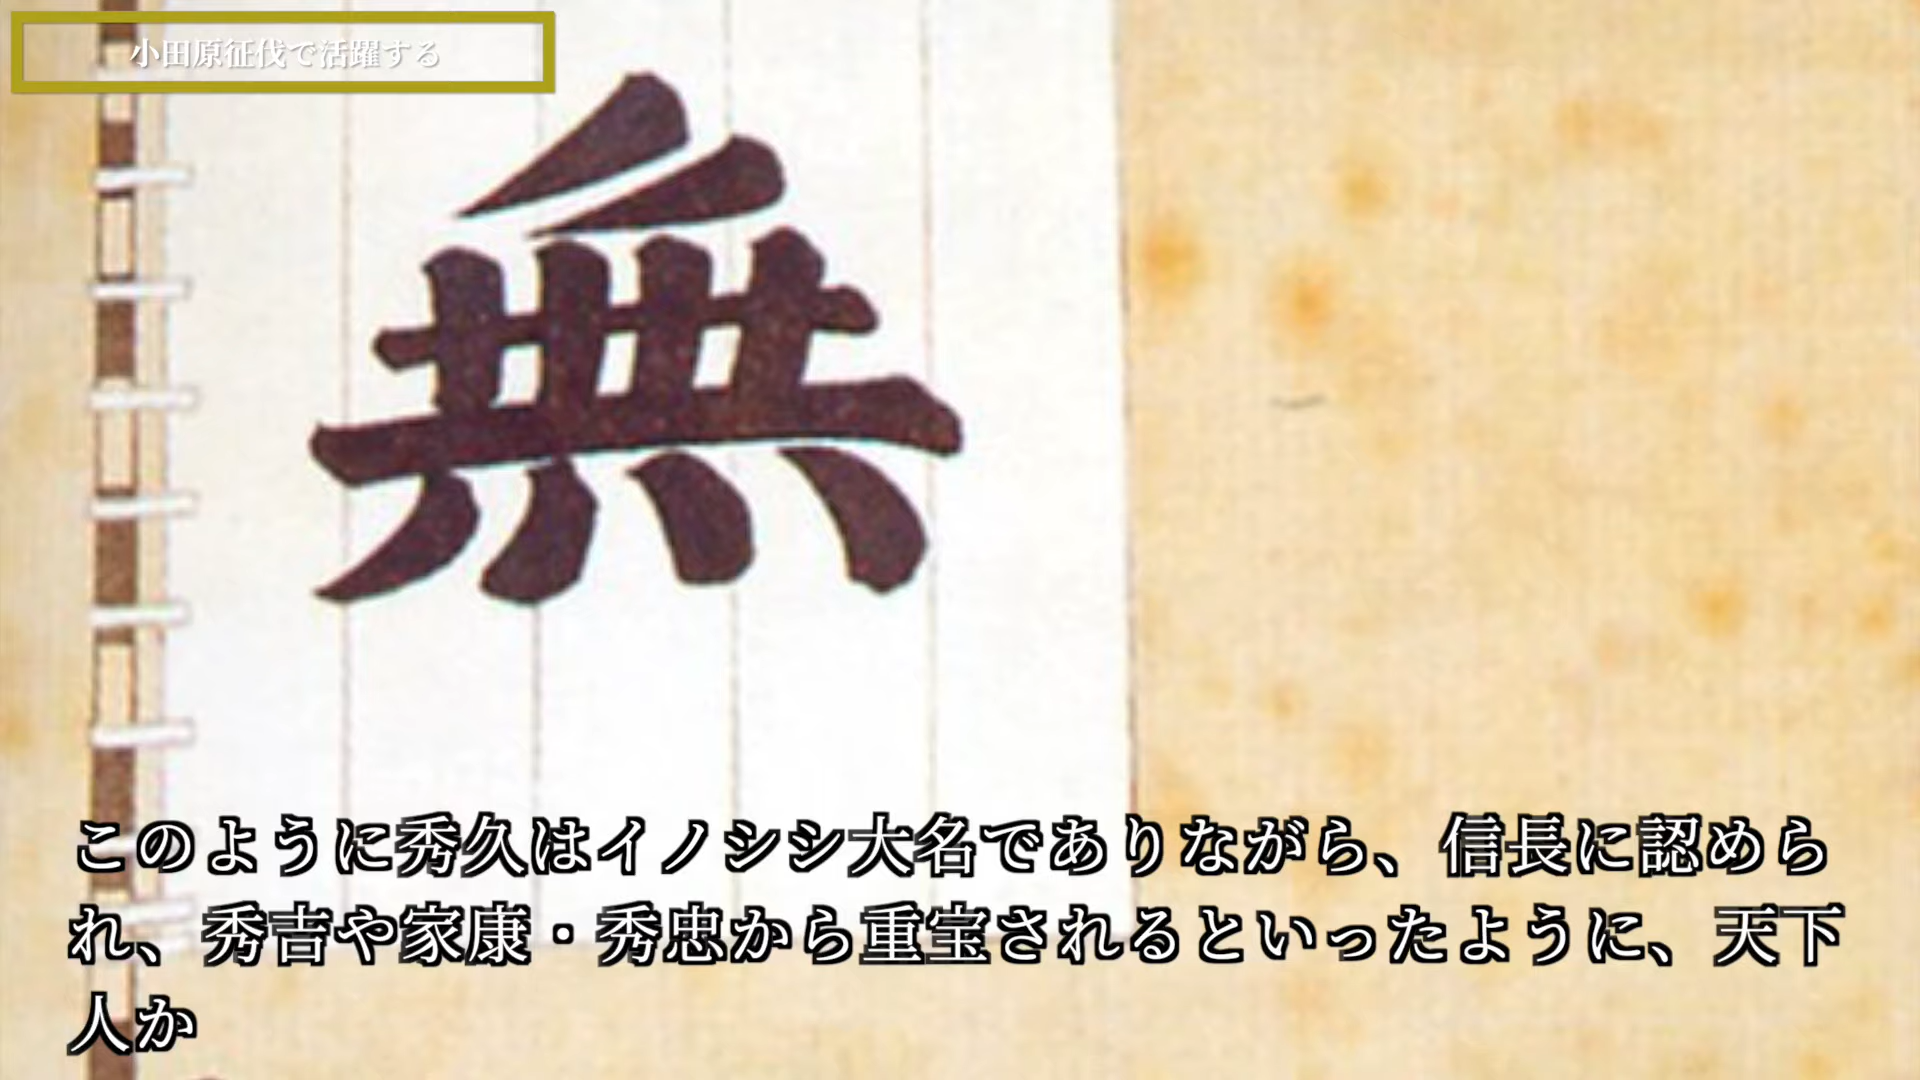 小田原征伐で活躍する
無
このように秀久はイノシシ大名でありながら、信長に認めら
れ、秀吉や家康・秀忠から重宝されるといったように、天下
人か